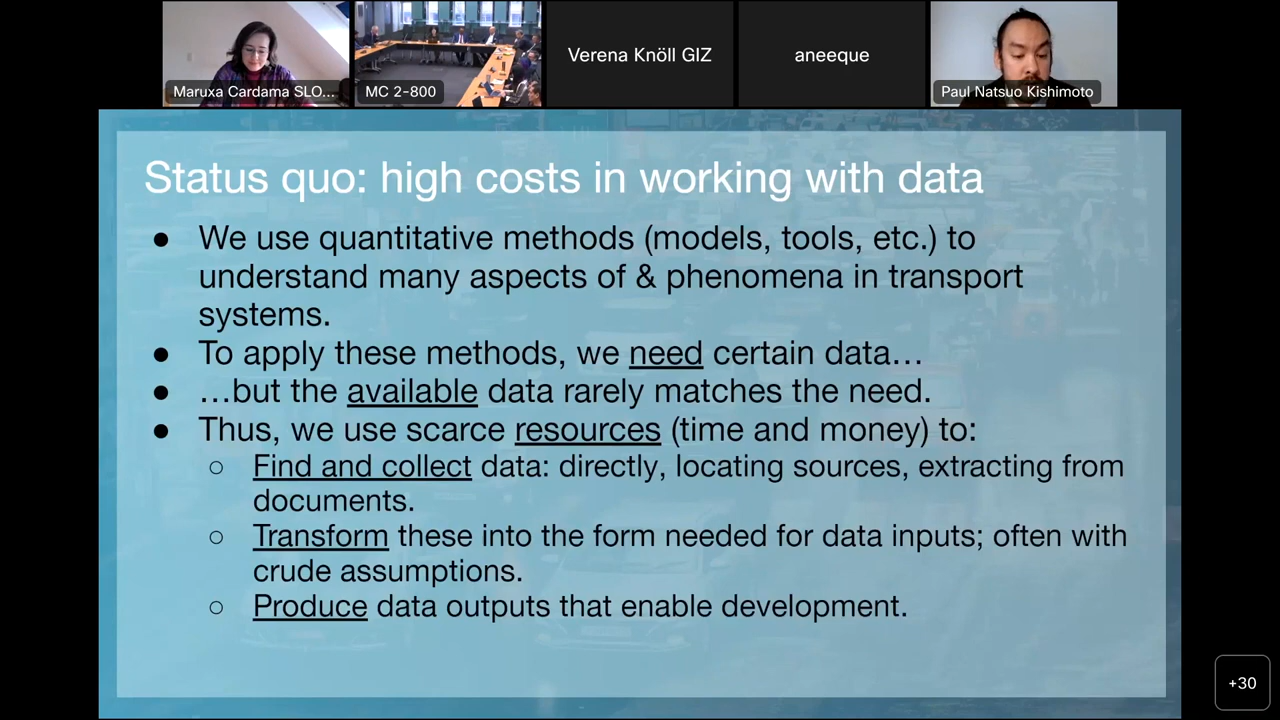 Maruxa Cardama SLO...
MC 2-800
Verena Knöll GIZ
aneeque
Paul Natsuo Kishimoto
Status quo: high costs in working with data
● We use quantitative methods (models, tools, etc.) to
understand many aspects of & phenomena in transport
systems.
● To apply these methods, we need certain data…
● …but the available data rarely matches the need.
● Thus, we use scarce resources (time and money) to:
○ Find and collect data: directly, locating sources, extracting from
documents.
○ Transform these into the form needed for data inputs; often with
crude assumptions.
○ Produce data outputs that enable development.
+30